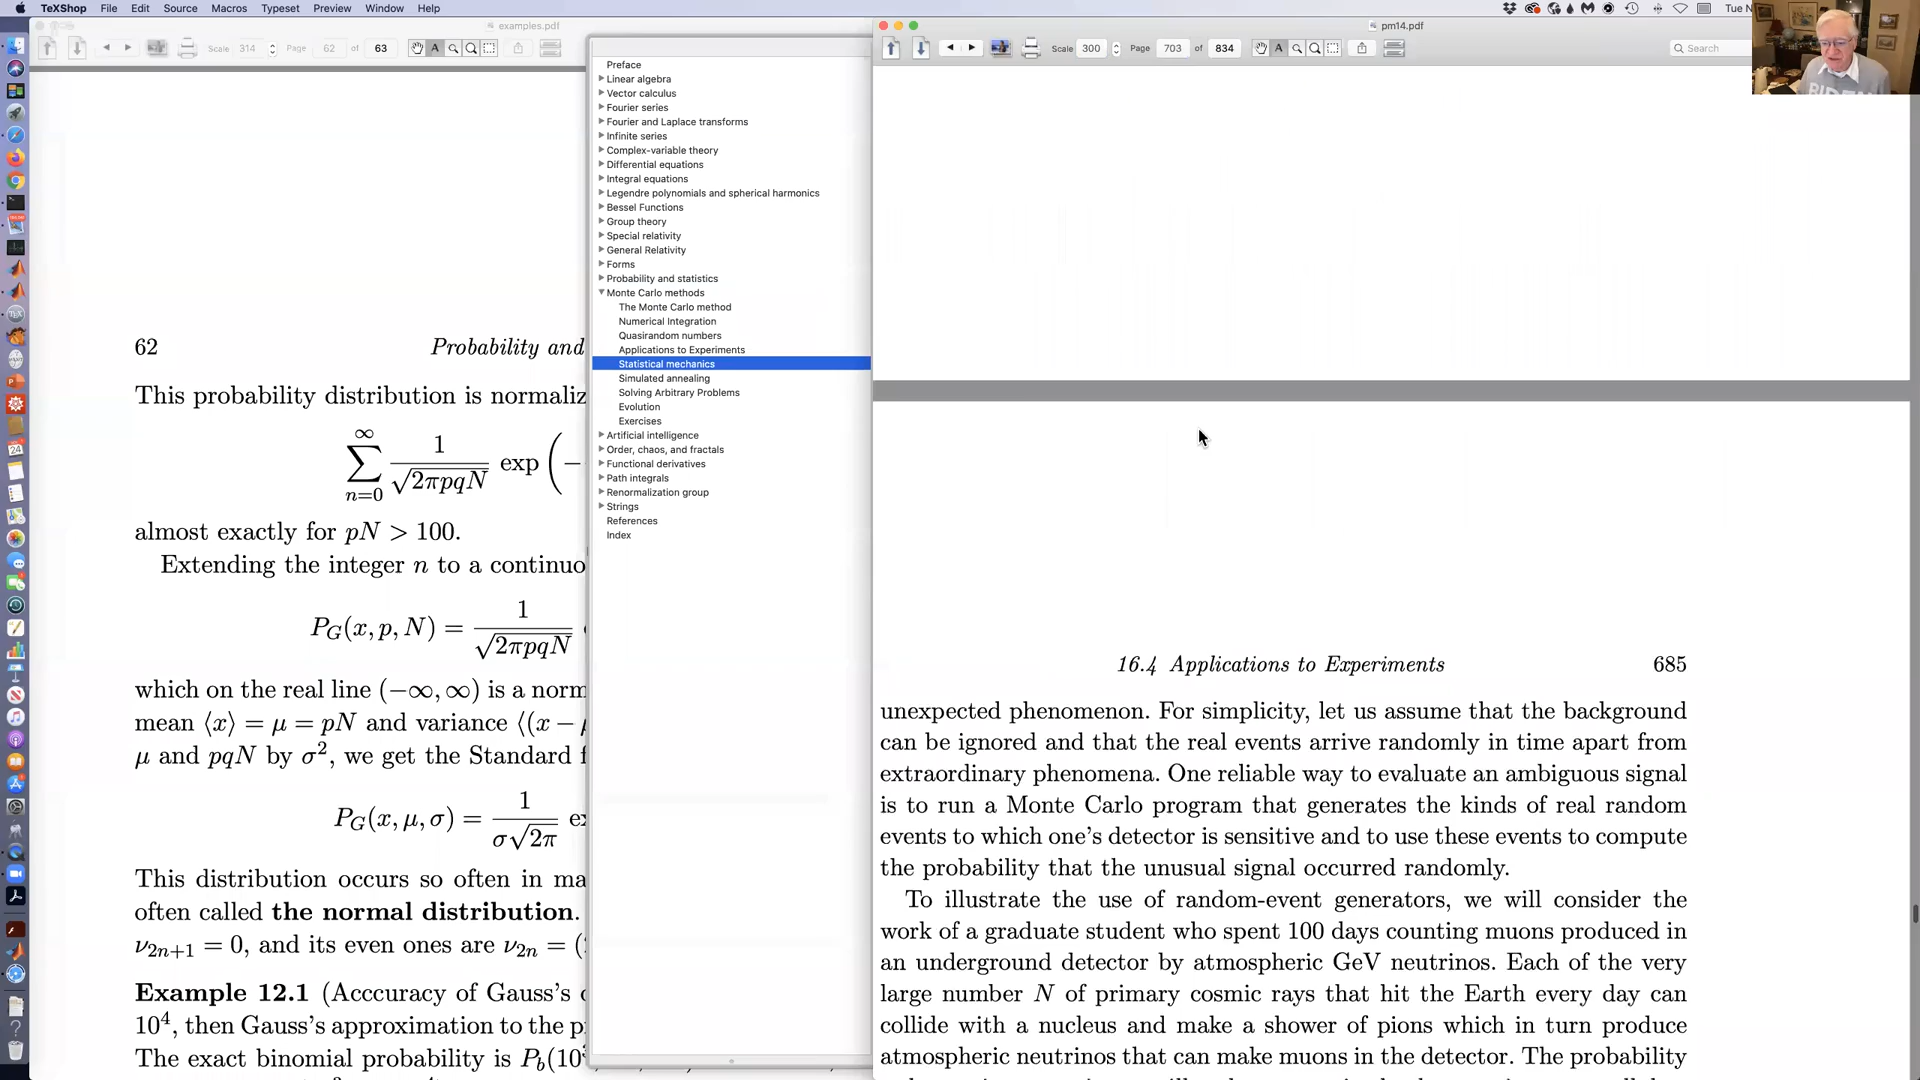 TeXShop File Edit Source Macros Typeset Preview Window Help Tue N
examples.pdf
Scale 314 Page 62 of 63
62 Probability and
This probability distribution is normaliz
∞
∑ 1/√2πpqN exp (−
n=0
almost exactly for pN > 100.
Extending the integer n to a continuo
P_G(x, p, N) = 1/√2πpqN
which on the real line (−∞, ∞) is a norm
mean ⟨x⟩ = μ = pN and variance ⟨(x − μ
μ and pqN by σ², we get the Standard f
P_G(x, μ, σ) = 1/σ√2π ex
This distribution occurs so often in ma
often called the normal distribution.
ν_2n+1 = 0, and its even ones are ν_2n = (
Example 12.1 (Acccuracy of Gauss's
10⁴, then Gauss's approximation to the p
The exact binomial probability is P_b(10
Preface
Linear algebra
Vector calculus
Fourier series
Fourier and Laplace transforms
Infinite series
Complex-variable theory
Differential equations
Integral equations
Legendre polynomials and spherical harmonics
Bessel Functions
Group theory
Special relativity
General Relativity
Forms
Probability and statistics
Monte Carlo methods
The Monte Carlo method
Numerical Integration
Quasirandom numbers
Applications to Experiments
Statistical mechanics
Simulated annealing
Solving Arbitrary Problems
Evolution
Exercises
Artificial intelligence
Order, chaos, and fractals
Functional derivatives
Path integrals
Renormalization group
Strings
References
Index
pm14.pdf
Scale 300 Page 703 of 834 Search
16.4 Applications to Experiments 685
unexpected phenomenon. For simplicity, let us assume that the background
can be ignored and that the real events arrive randomly in time apart from
extraordinary phenomena. One reliable way to evaluate an ambiguous signal
is to run a Monte Carlo program that generates the kinds of real random
events to which one's detector is sensitive and to use these events to compute
the probability that the unusual signal occurred randomly.
To illustrate the use of random-event generators, we will consider the
work of a graduate student who spent 100 days counting muons produced in
an underground detector by atmospheric GeV neutrinos. Each of the very
large number N of primary cosmic rays that hit the Earth every day can
collide with a nucleus and make a shower of pions which in turn produce
atmospheric neutrinos that can make muons in the detector. The probability